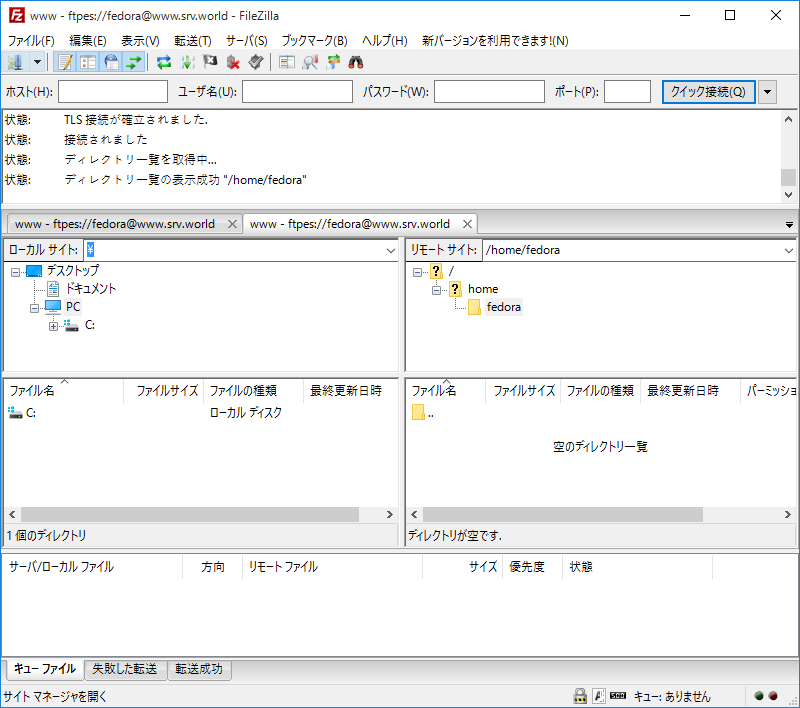 www - ftpes://fedora@www.srv.world - FileZilla
ファイル(F) 編集(E) 表示(V) 転送(T) サーバ(S) ブックマーク(B) ヘルプ(H) 新バージョンを利用できます!(N)
ホスト(H): ユーザ名(U): パスワード(W): ポート(P): クイック接続(Q)
状態: TLS 接続が確立されました.
状態: 接続されました
状態: ディレクトリ一覧を取得中...
状態: ディレクトリ一覧の表示成功 "/home/fedora"
www - ftpes://fedora@www.srv.world www - ftpes://fedora@www.srv.world
ローカル サイト: ¥
デスクトップ
ドキュメント
PC
C:
リモート サイト: /home/fedora
/
home
fedora
ファイル名 ファイルサイズ ファイルの種類 最終更新日時
C: ローカル ディスク
1 個のディレクトリ
ファイル名 ファイルサイズ ファイルの種類 最終更新日時 パーミッショ
..
空のディレクトリ一覧
ディレクトリが空です.
サーバ/ローカル ファイル 方向 リモート ファイル サイズ 優先度 状態
キュー ファイル 失敗した転送 転送成功
サイト マネージャを開く キュー: ありません